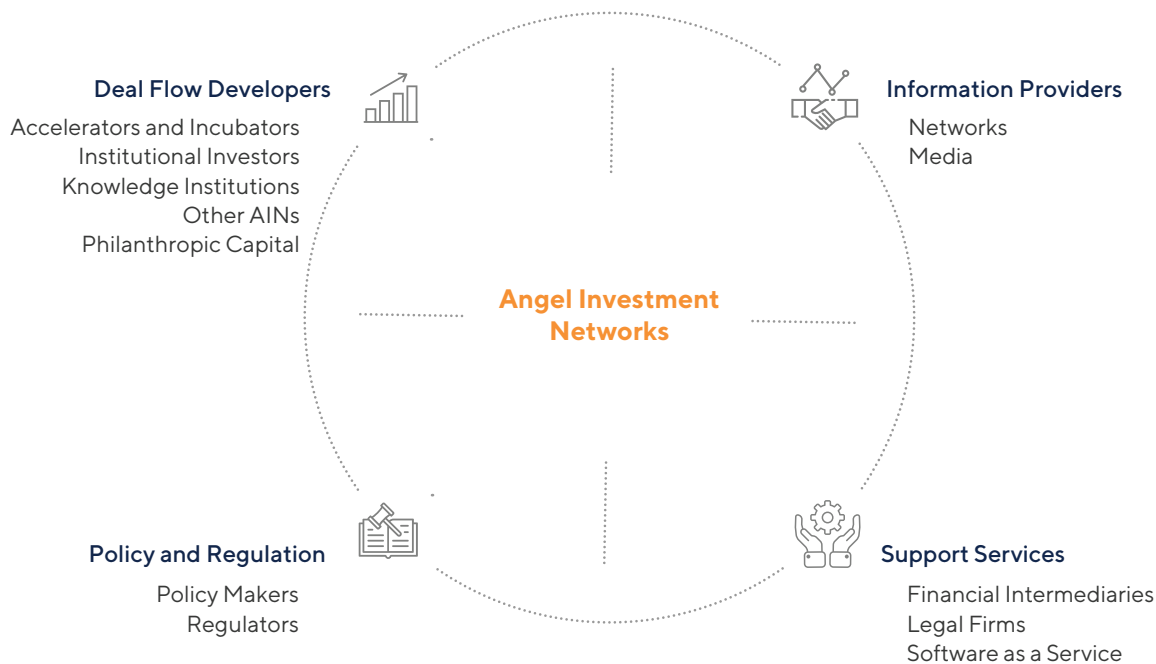 Deal Flow Developers
Accelerators and Incubators
Institutional Investors
Knowledge Institutions
Other AINs
Philanthropic Capital
Information Providers
Networks
Media
Angel Investment
Networks
Policy and Regulation
Policy Makers
Regulators
Support Services
Financial Intermediaries
Legal Firms
Software as a Service